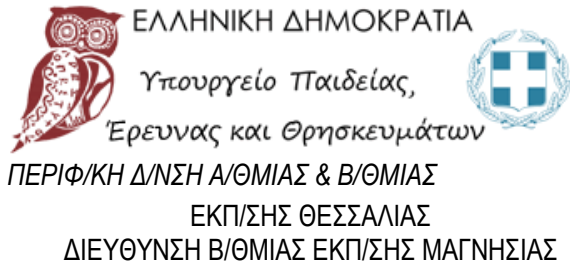 ΕΛΛΗΝΙΚΗ ΔΗΜΟΚΡΑΤΙΑ
Υπουργείο Παιδείας,
Έρευνας και Θρησκευμάτων
ΠΕΡΙΦ/ΚΗ Δ/ΝΣΗ Α/ΘΜΙΑΣ & Β/ΘΜΙΑΣ
ΕΚΠ/ΣΗΣ ΘΕΣΣΑΛΙΑΣ
ΔΙΕΥΘΥΝΣΗ Β/ΘΜΙΑΣ ΕΚΠ/ΣΗΣ ΜΑΓΝΗΣΙΑΣ